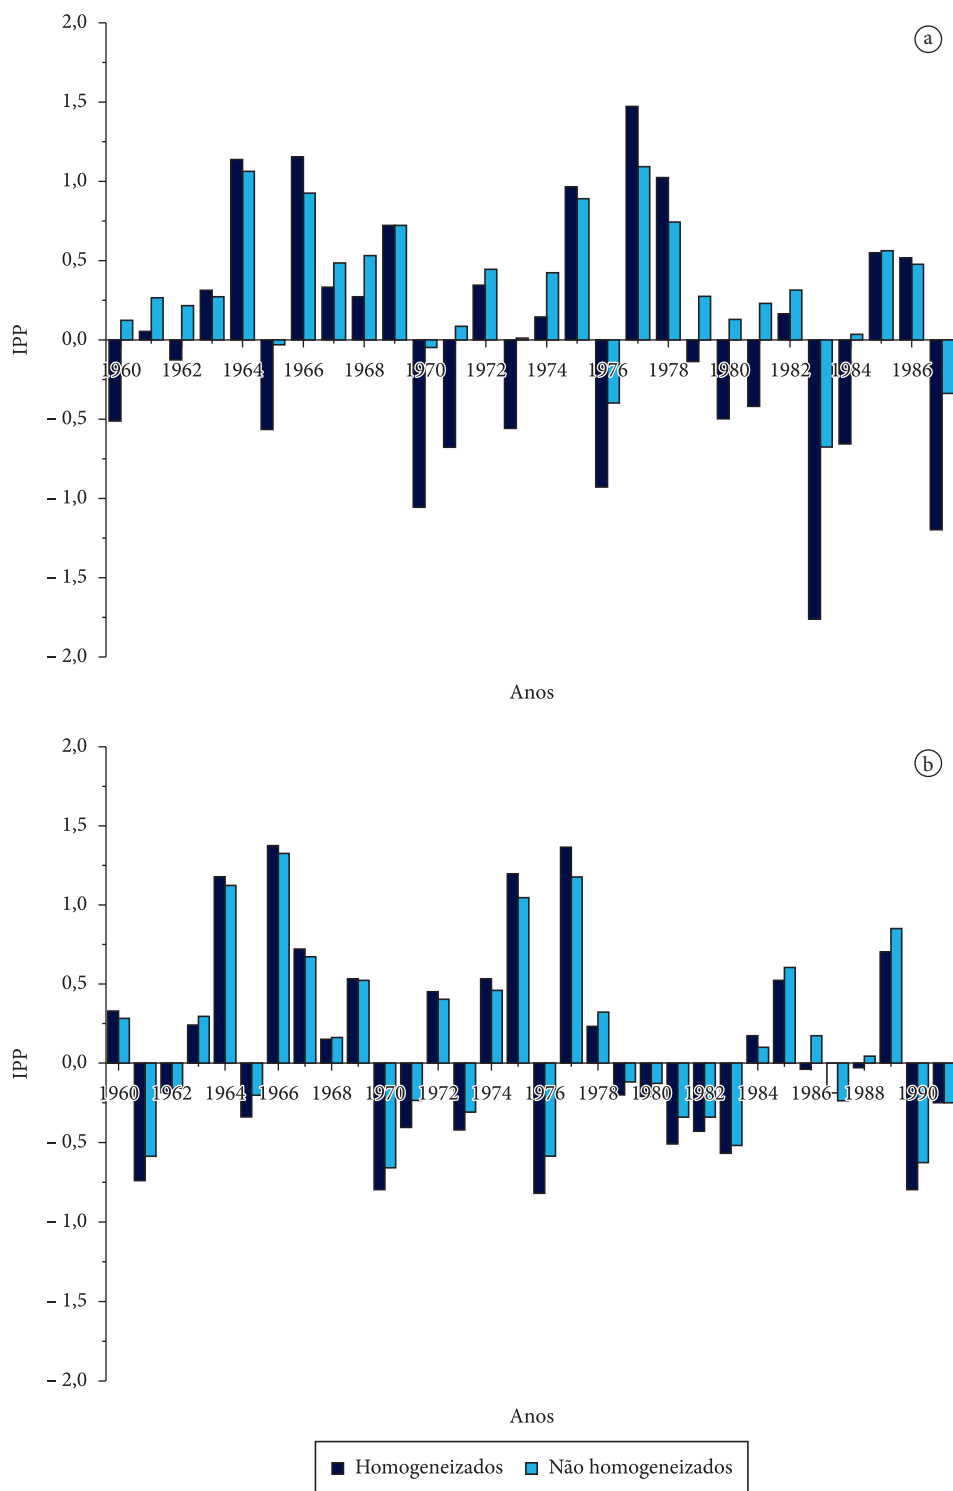 a
2,0
1,5
1,0
0,5
0,0
– 0,5
– 1,0
– 1,5
– 2,0
IPP
1960 1962 1964 1966 1968 1970 1972 1974 1976 1978 1980 1982 1984 1986
Anos
b
2,0
1,5
1,0
0,5
0,0
– 0,5
– 1,0
– 1,5
– 2,0
IPP
1960 1962 1964 1966 1968 1970 1972 1974 1976 1978 1980 1982 1984 1986 1988 1990
Anos
Homogeneizados Não homogeneizados